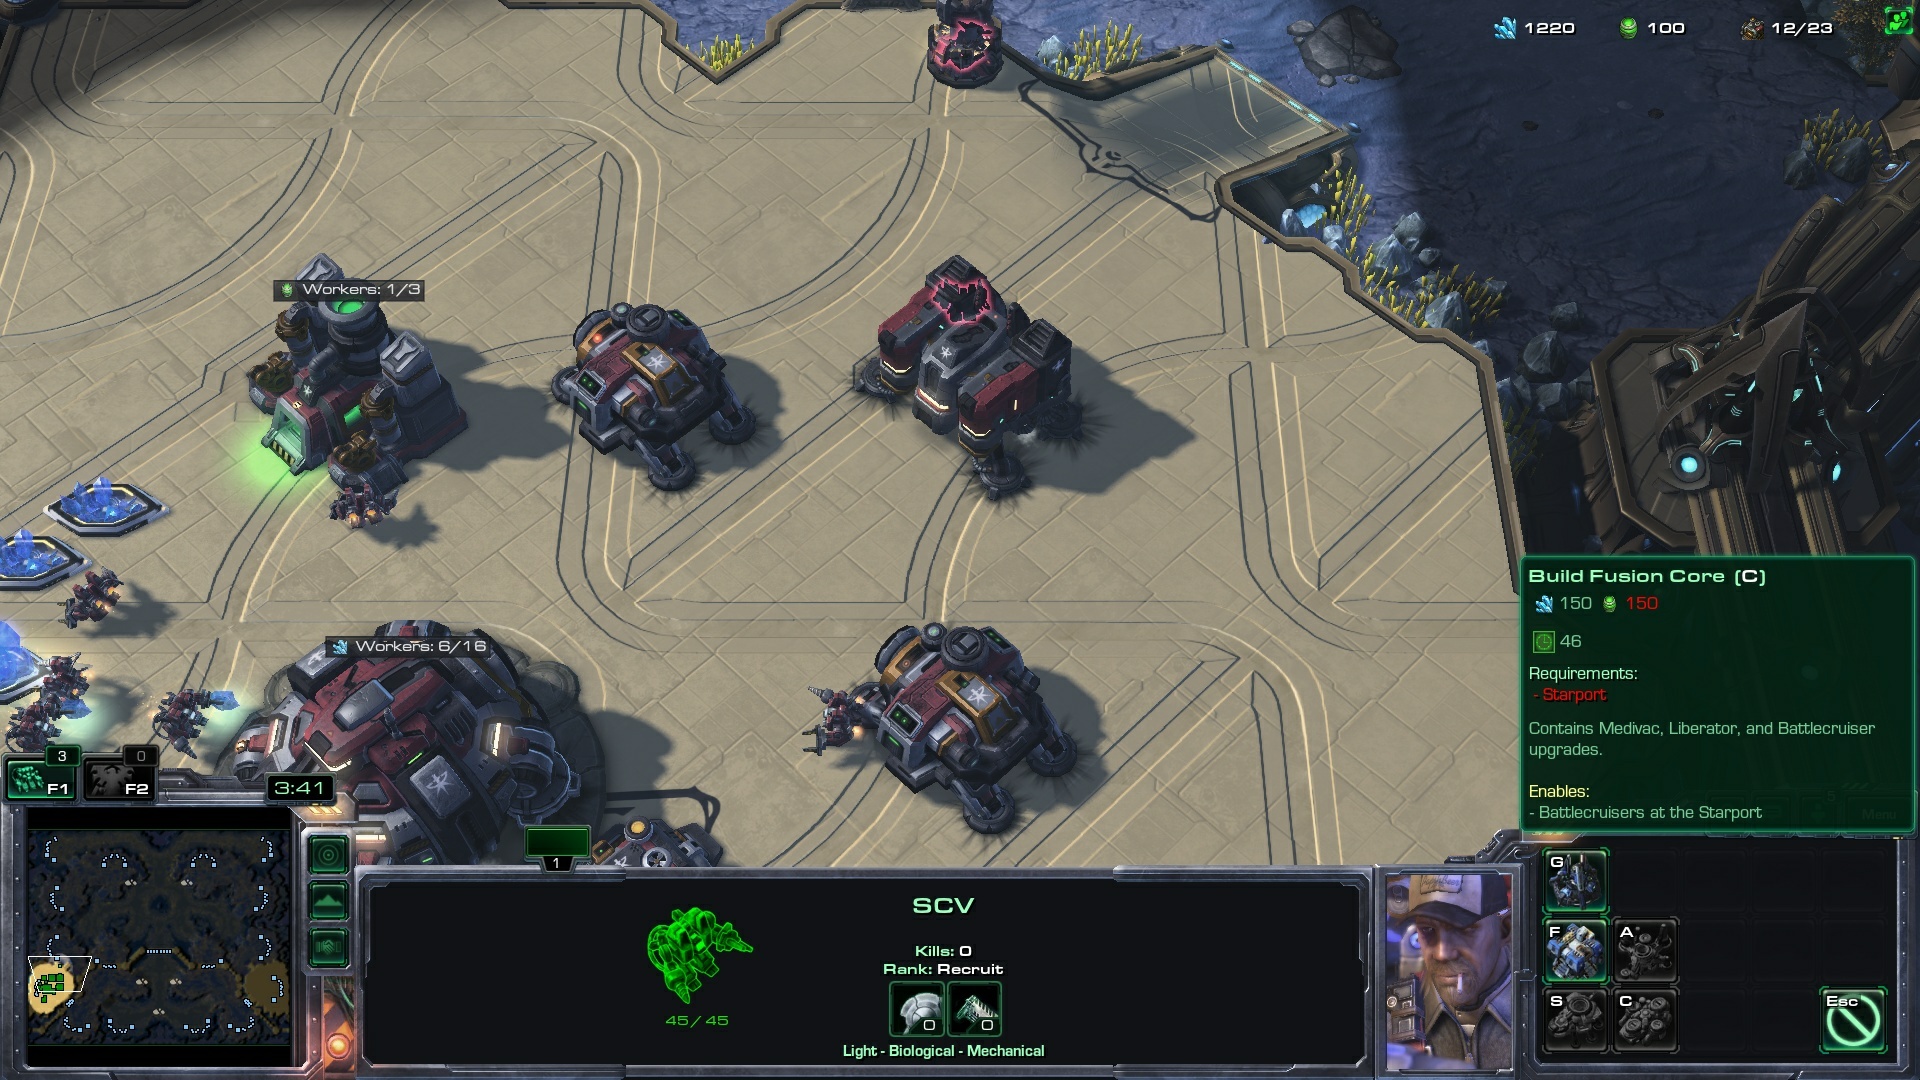 1220 100 12/23
Workers: 1/3
Build Fusion Core (C)
150 150
46
Requirements:
- Starport
Workers: 6/16
Contains Medivac, Liberator, and Battlecruiser
upgrades.
3 0
F1 F2
3:41
Enables:
- Battlecruisers at the Starport
1
G
SCV
F A
Kills: 0
Rank: Recruit
S C Esc
45/45
0 0
Light - Biological - Mechanical